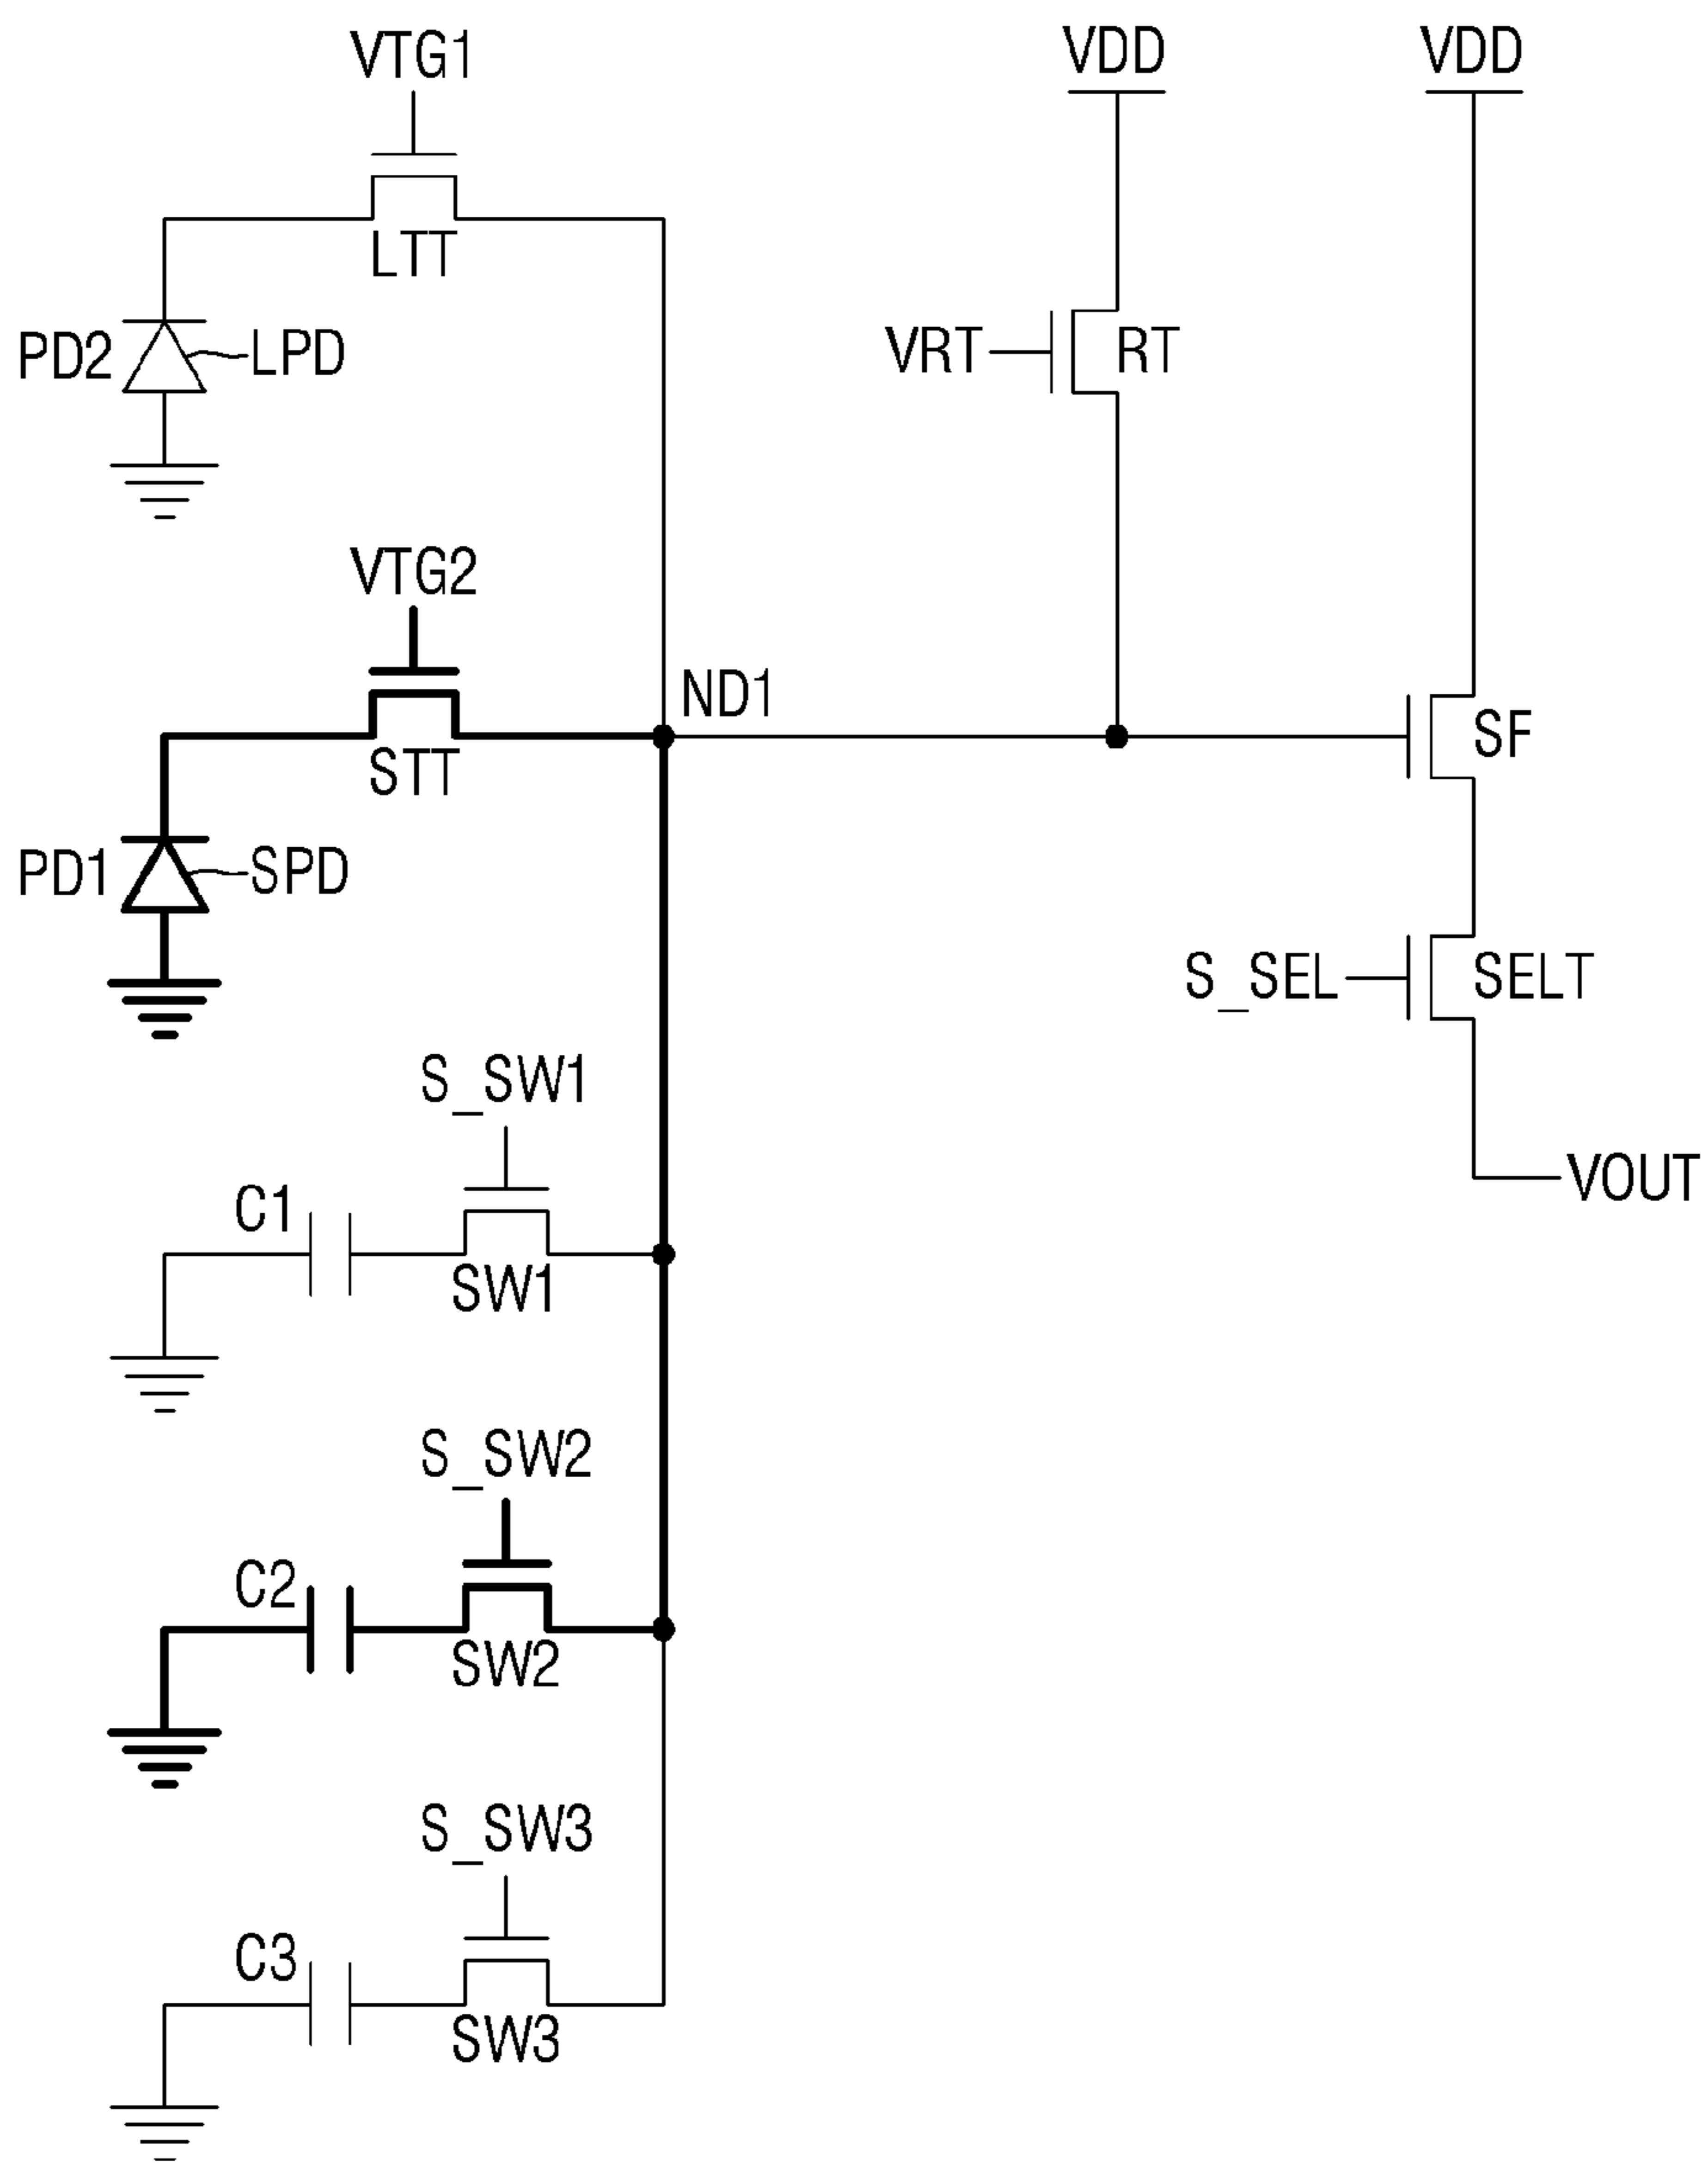 VTG1
VDD
VDD
LTT
PD2
LPD
VRT
RT
VTG2
ND1
SF
STT
PD1
SPD
S_SEL
SELT
S_SW1
VOUT
C1
SW1
S_SW2
C2
SW2
S_SW3
C3
SW3